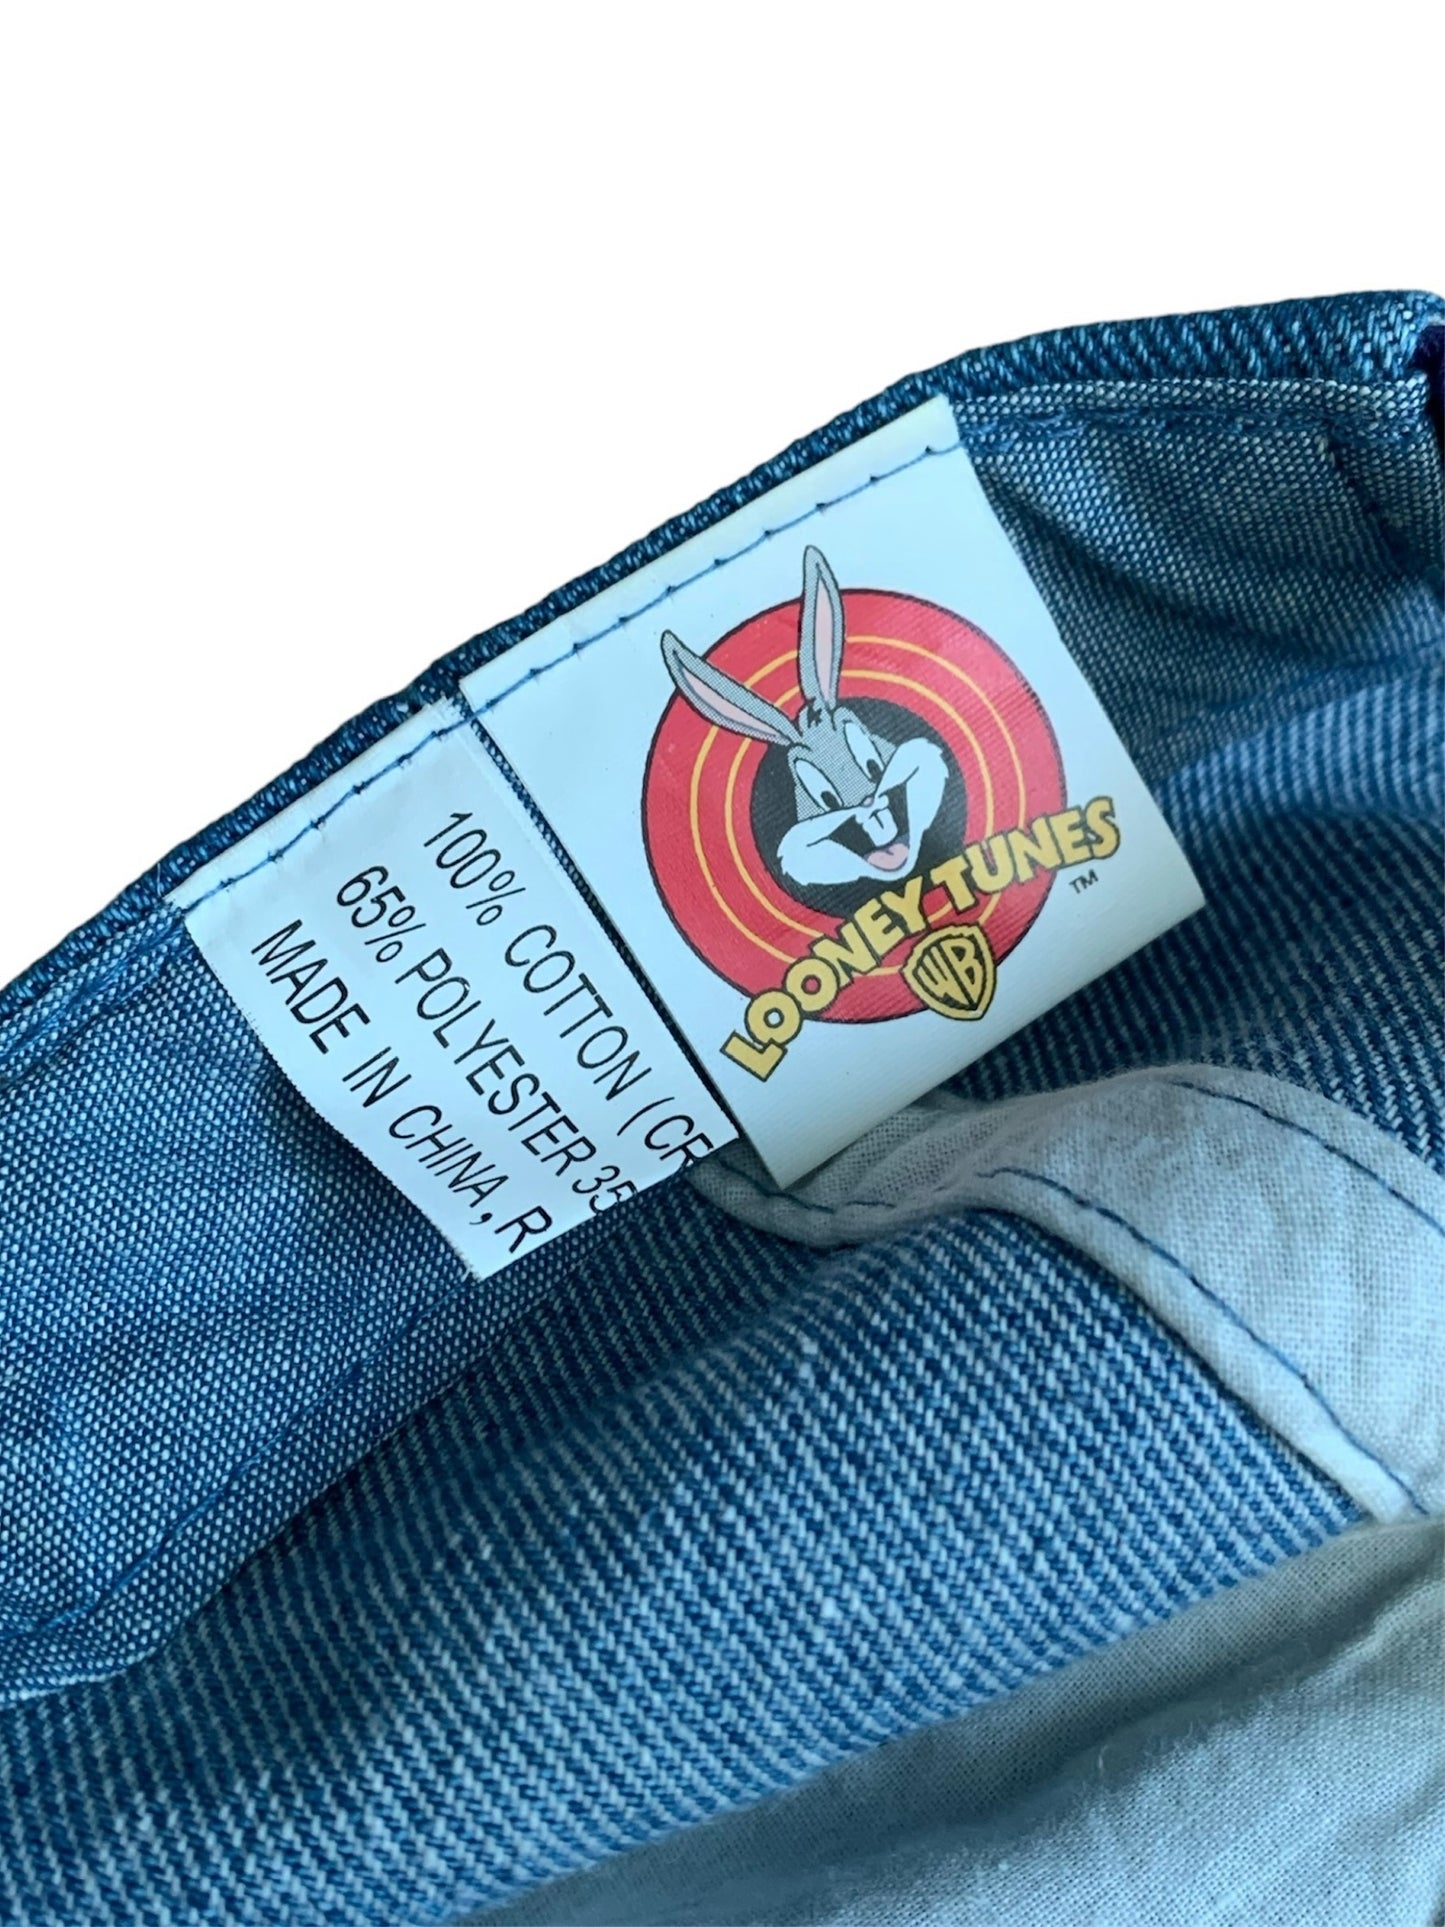 100% COTTON (CR
65% POLYESTER 35
MADE IN CHINA, R
LOONEY TUNES
TM
WB